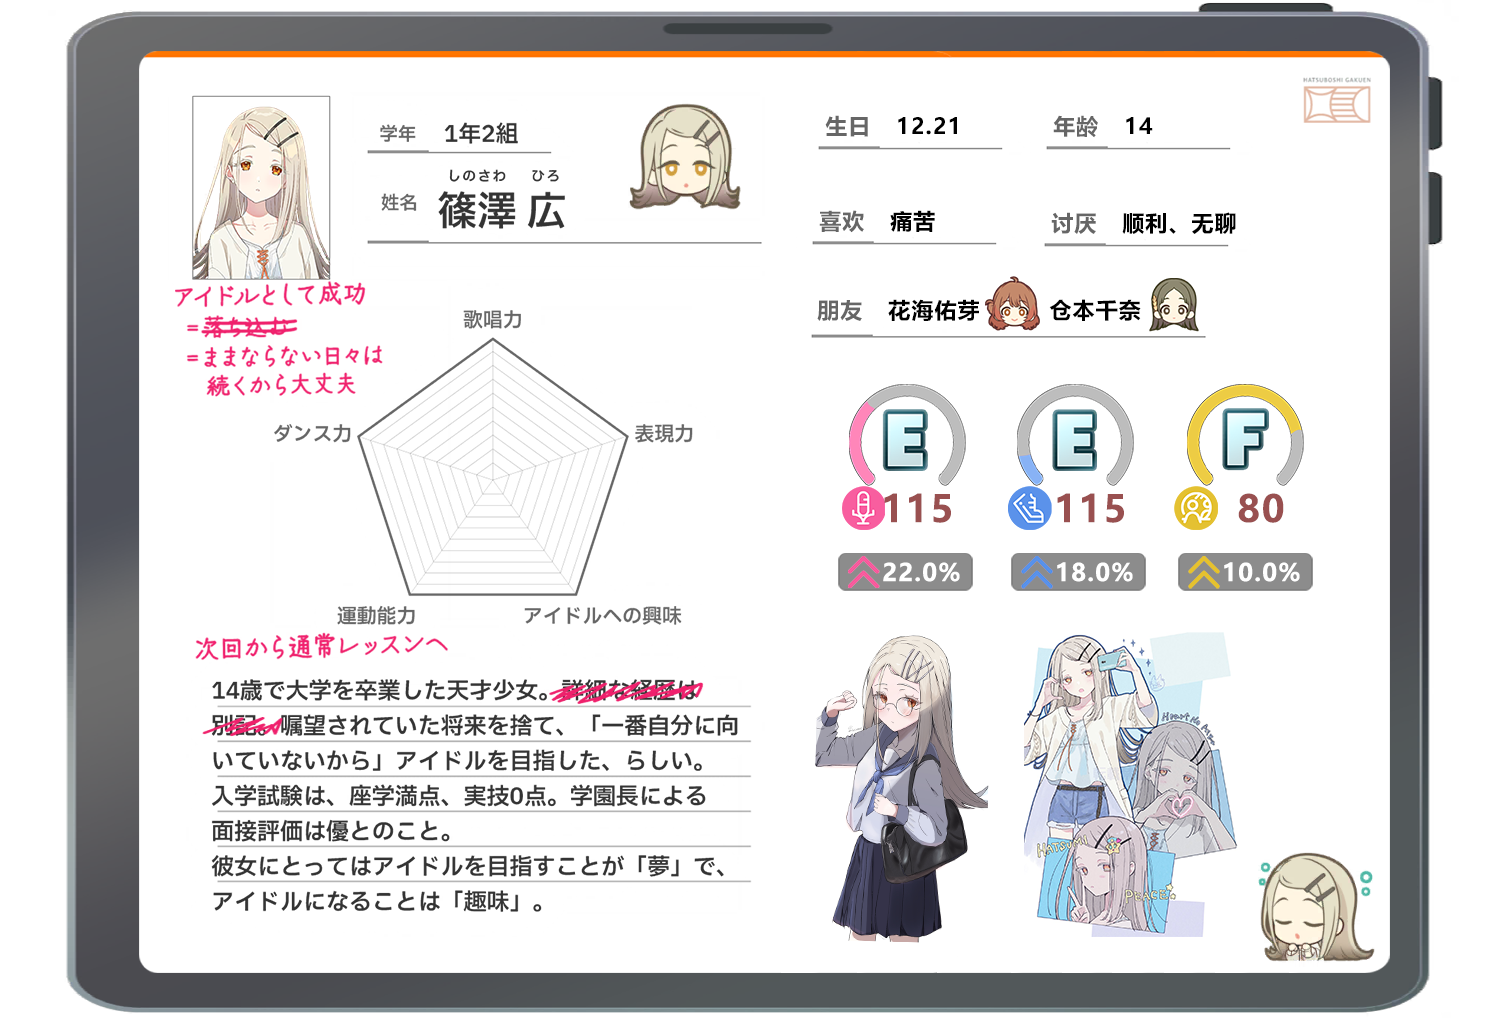 HATSUBOSHI GAKUEN
学年 1年2組
しのさわ ひろ
姓名 篠澤 広
生日 12.21 年龄 14
喜欢 痛苦 讨厌 顺利、无聊
朋友 花海佑芽 仓本千奈
アイドルとして成功
=落ち込む
=ままならない日々は
続くから大丈夫
歌唱力
ダンス力
表現力
運動能力
アイドルへの興味
E E F
115 115 80
22.0% 18.0% 10.0%
次回から通常レッスンへ
14歳で大学を卒業した天才少女。詳細な経歴は
別記。嘱望されていた将来を捨て、「一番自分に向
いていないから」アイドルを目指した、らしい。
入学試験は、座学満点、実技0点。学園長による
面接評価は優とのこと。
彼女にとってはアイドルを目指すことが「夢」で、
アイドルになることは「趣味」。
HATSUMI
PEACE